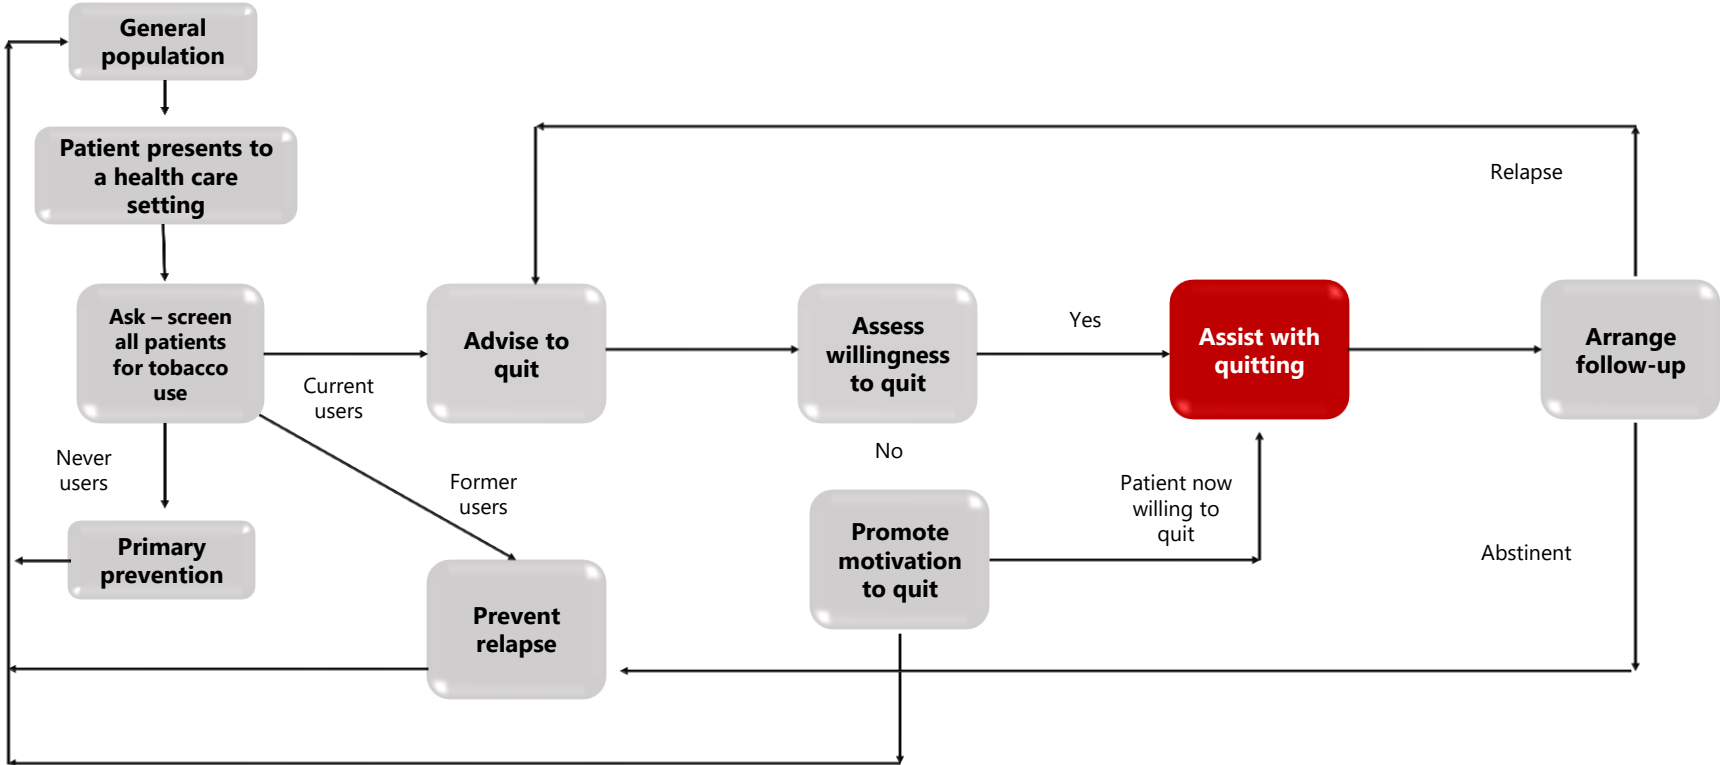 General
population
Patient presents to
a health care
setting
Relapse
Ask – screen
all patients
for tobacco
use
Current
users
Advise to
quit
Assess
willingness
to quit
Yes
Assist with
quitting
Arrange
follow-up
Never
users
Former
users
No
Patient now
willing to
quit
Primary
prevention
Prevent
relapse
Promote
motivation
to quit
Abstinent